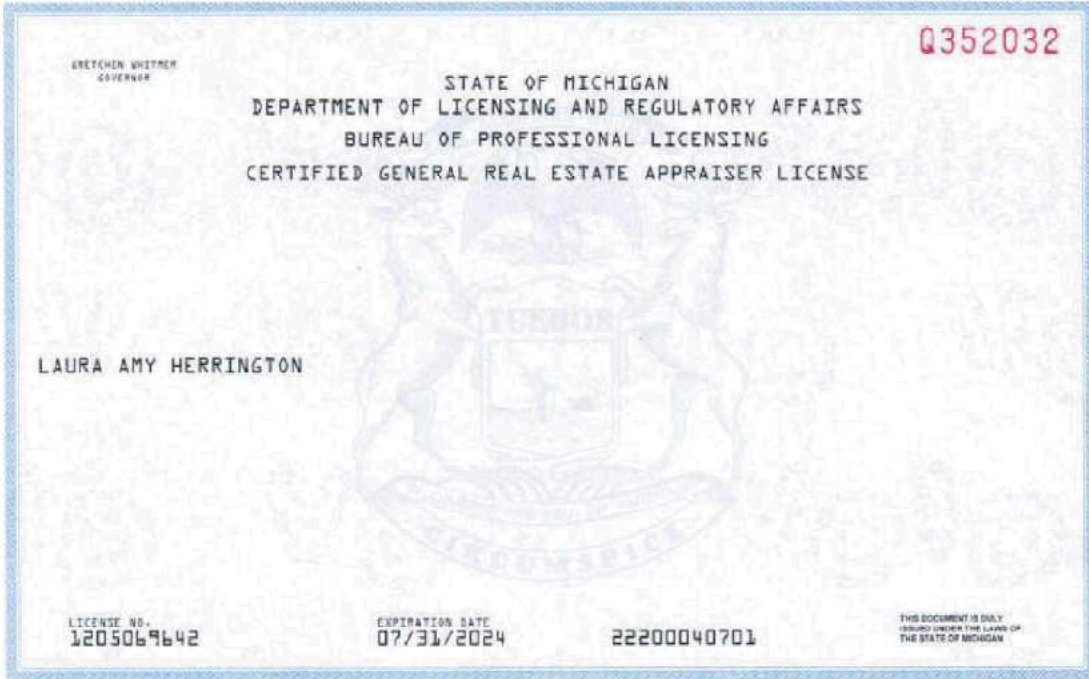 Q352032
GRETCHEN WHITMER
GOVERNOR
STATE OF MICHIGAN
DEPARTMENT OF LICENSING AND REGULATORY AFFAIRS
BUREAU OF PROFESSIONAL LICENSING
CERTIFIED GENERAL REAL ESTATE APPRAISER LICENSE
TUEBOR
LAURA AMY HERRINGTON
CIRCUMSPICE
LICENSE NO.
1205069642
EXPIRATION DATE
07/31/2024
22200040701
THIS DOCUMENT IS DULY
ISSUED UNDER THE LAWS OF
THE STATE OF MICHIGAN